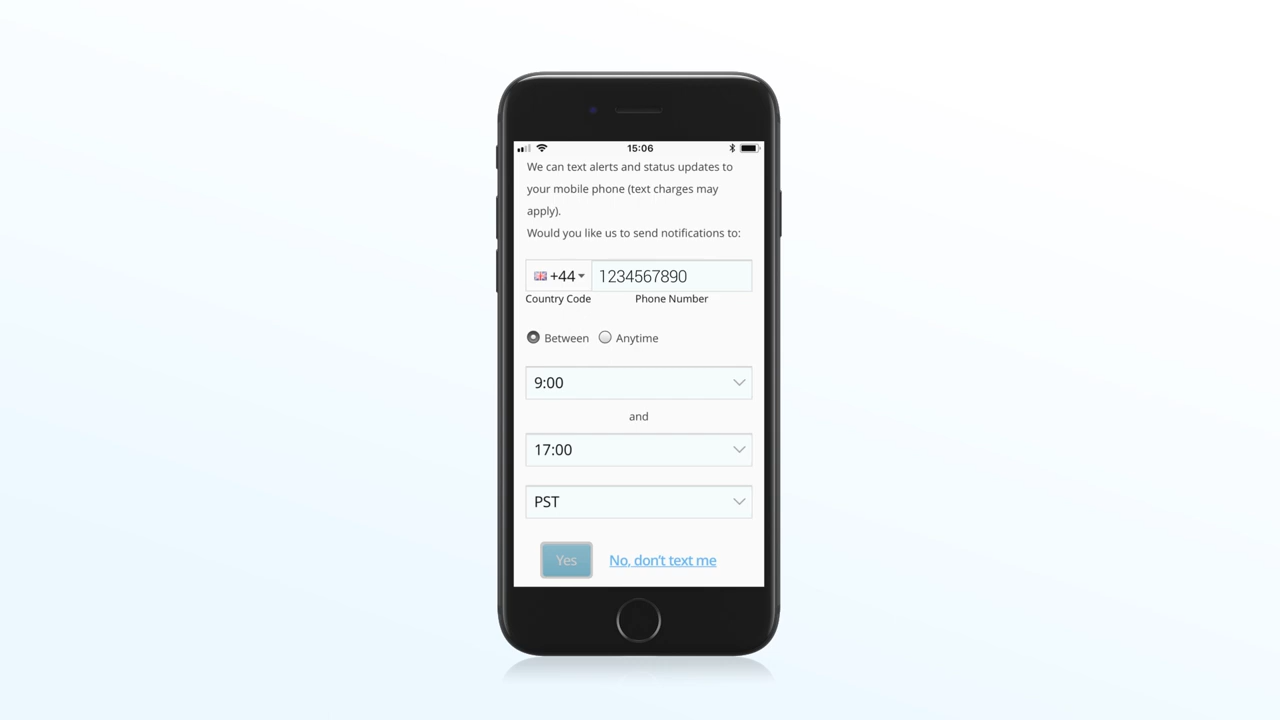 15:06
We can text alerts and status updates to
your mobile phone (text charges may
apply).
Would you like us to send notifications to:
+44 1234567890
Country Code Phone Number
Between Anytime
9:00
and
17:00
PST
Yes No, don't text me